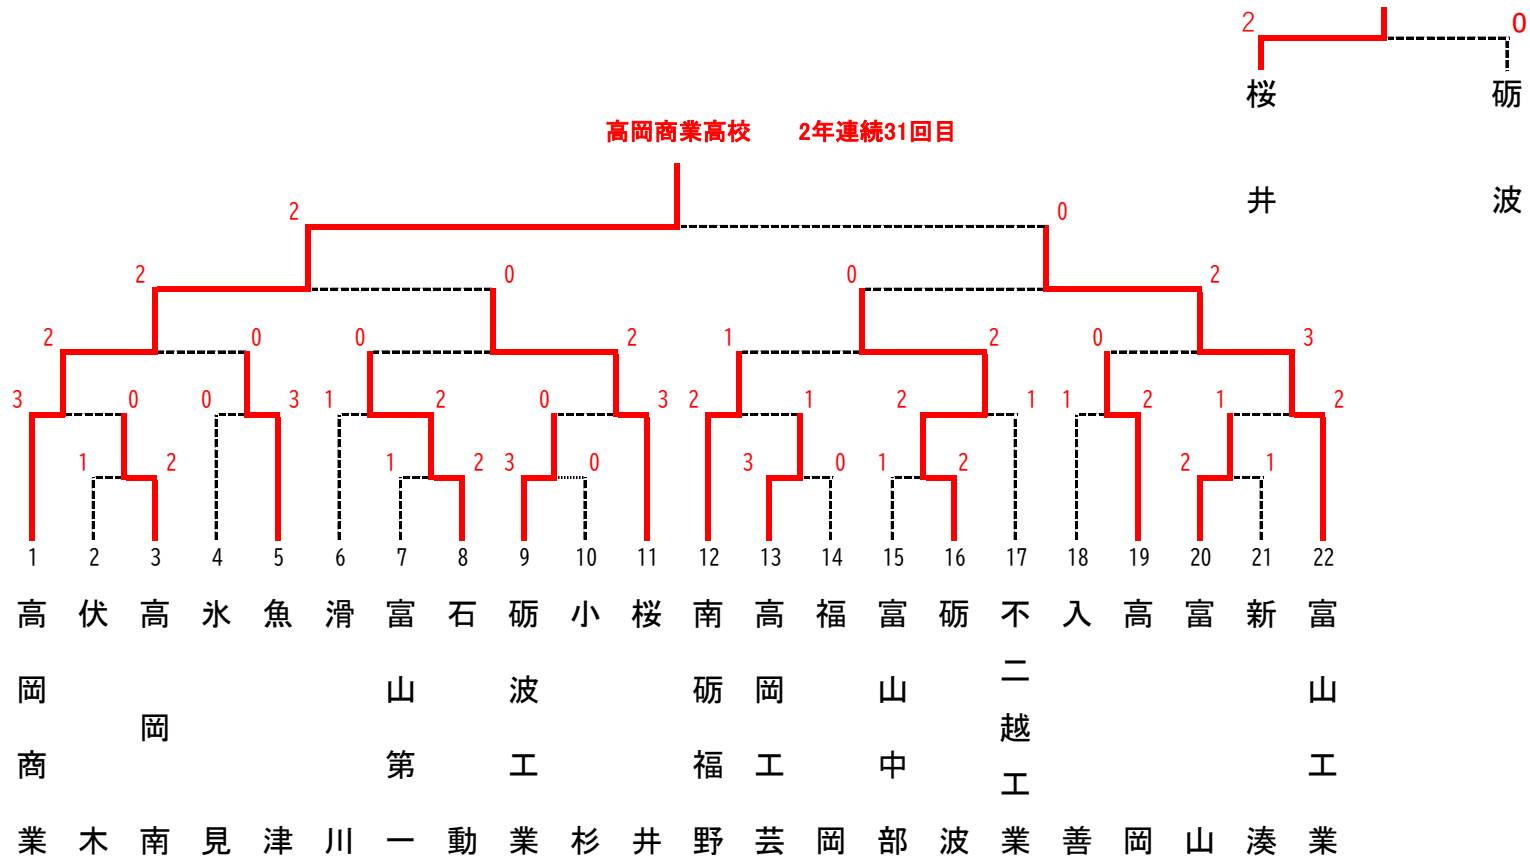 2 0
桜井 砺波
高岡商業高校 2年連続31回目
2 0
2 0 0 2
2 0 0 2 1 2 0 3
3 0 0 3 1 2 0 3 2 1 2 1 1 2 1 2
1 2 1 2 3 0 3 0 1 2 2 1
1 2 3 4 5 6 7 8 9 10 11 12 13 14 15 16 17 18 19 20 21 22
高岡商業
伏木
高岡南
氷見
魚津
滑川
富山第一
石動
砺波工業
小杉
桜井
南砺福野
高岡工芸
福岡
富山中部
砺波
不二越工業
入善
高岡
富山
新湊
富山工業